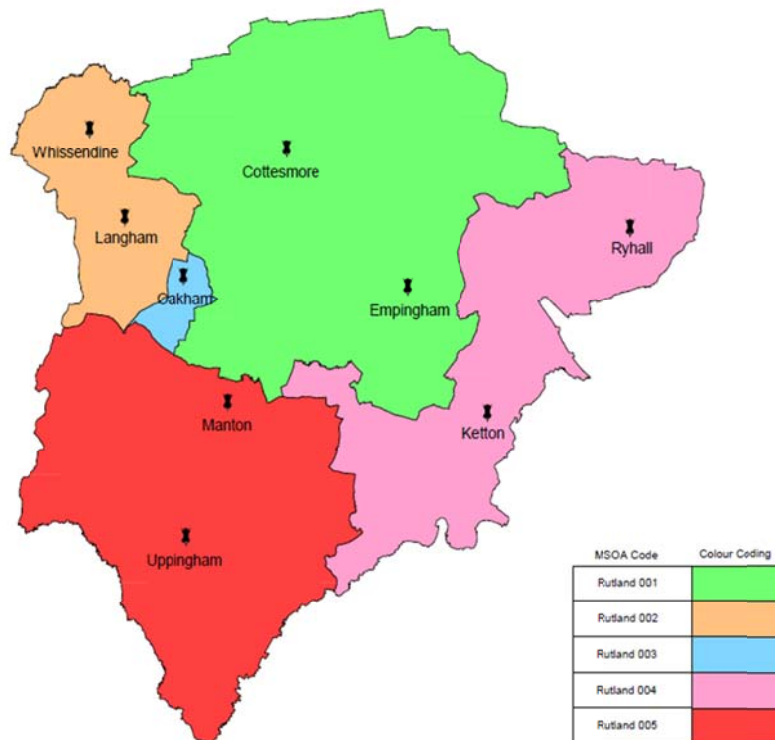 Whissendine
Cottesmore
Langham
Ryhall
Oakham
Empingham
Manton
Ketton
Uppingham
MSOA Code Colour Coding
Rutland 001
Rutland 002
Rutland 003
Rutland 004
Rutland 005